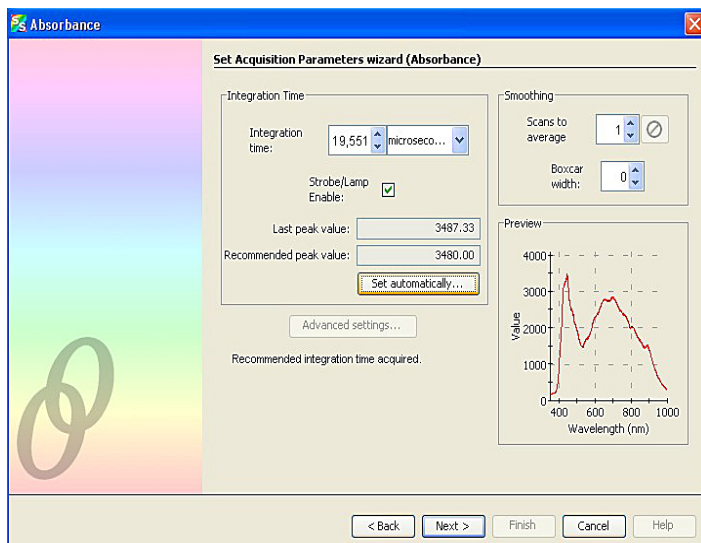 Absorbance
Set Acquisition Parameters wizard (Absorbance)
Integration Time
Integration
time:
19,551
microseco...
Strobe/Lamp
Enable:
Last peak value:
3487.33
Recommended peak value:
3480.00
Set automatically...
Advanced settings...
Recommended integration time acquired.
Smoothing
Scans to
average
1
Boxcar
width:
0
Preview
4000
3000
2000
1000
0
Value
400
600
800
1000
Wavelength (nm)
< Back
Next >
Finish
Cancel
Help